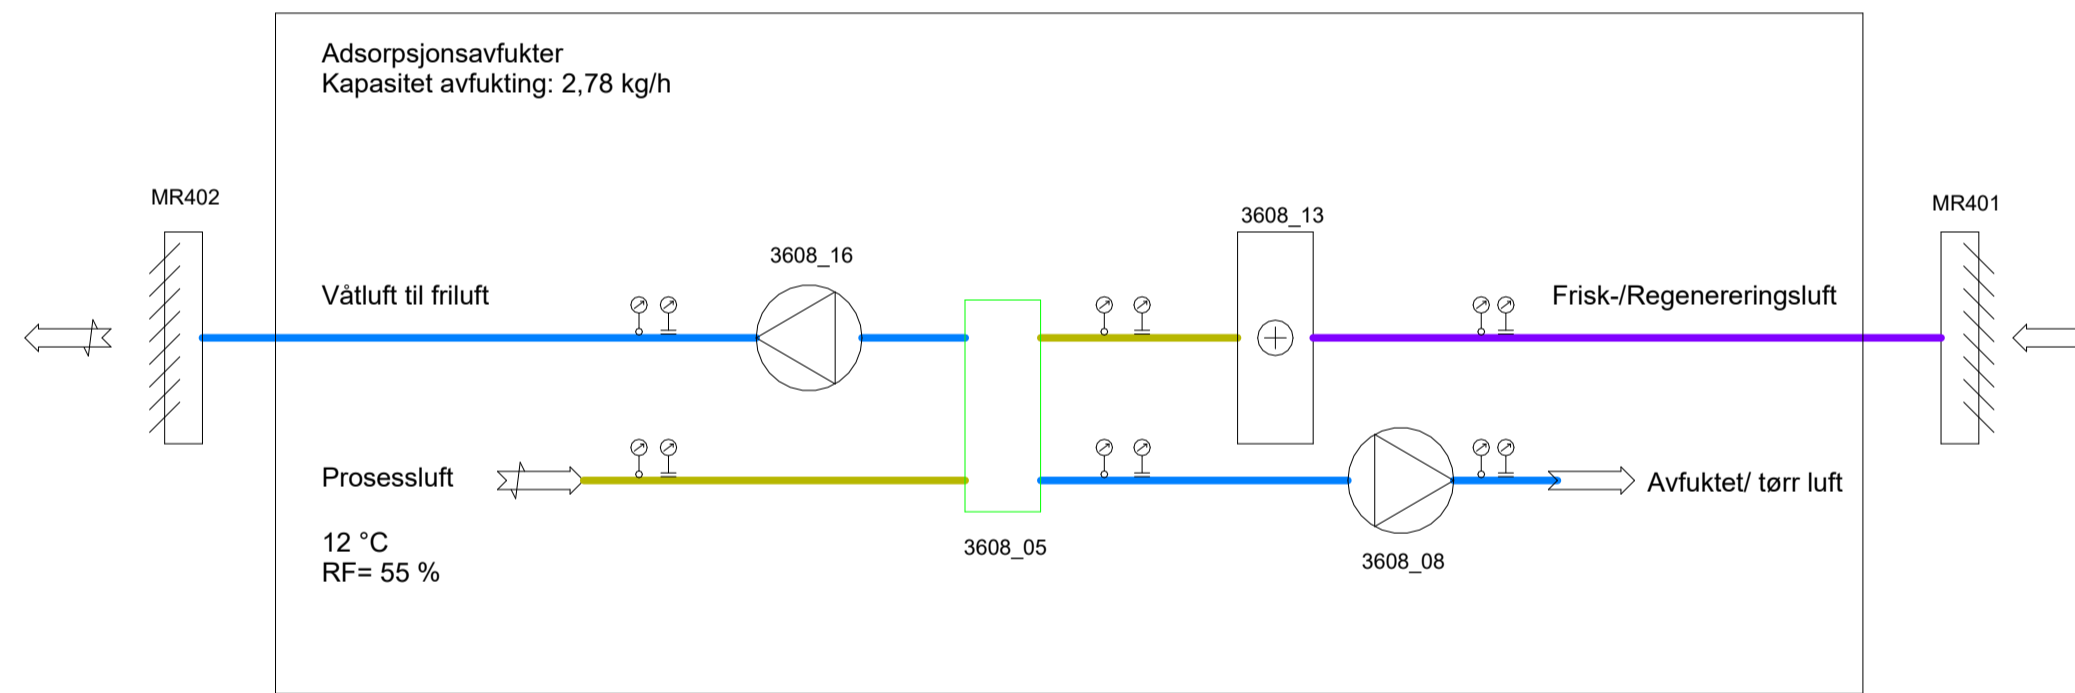 Adsorpsjonsavfukter
Kapasitet avfukting: 2,78 kg/h
MR402
MR401
3608_13
3608_16
Våtluft til friluft
Frisk-/Regenereringsluft
Prosessluft
Avfuktet/ tørr luft
12 °C
RF= 55 %
3608_05
3608_08